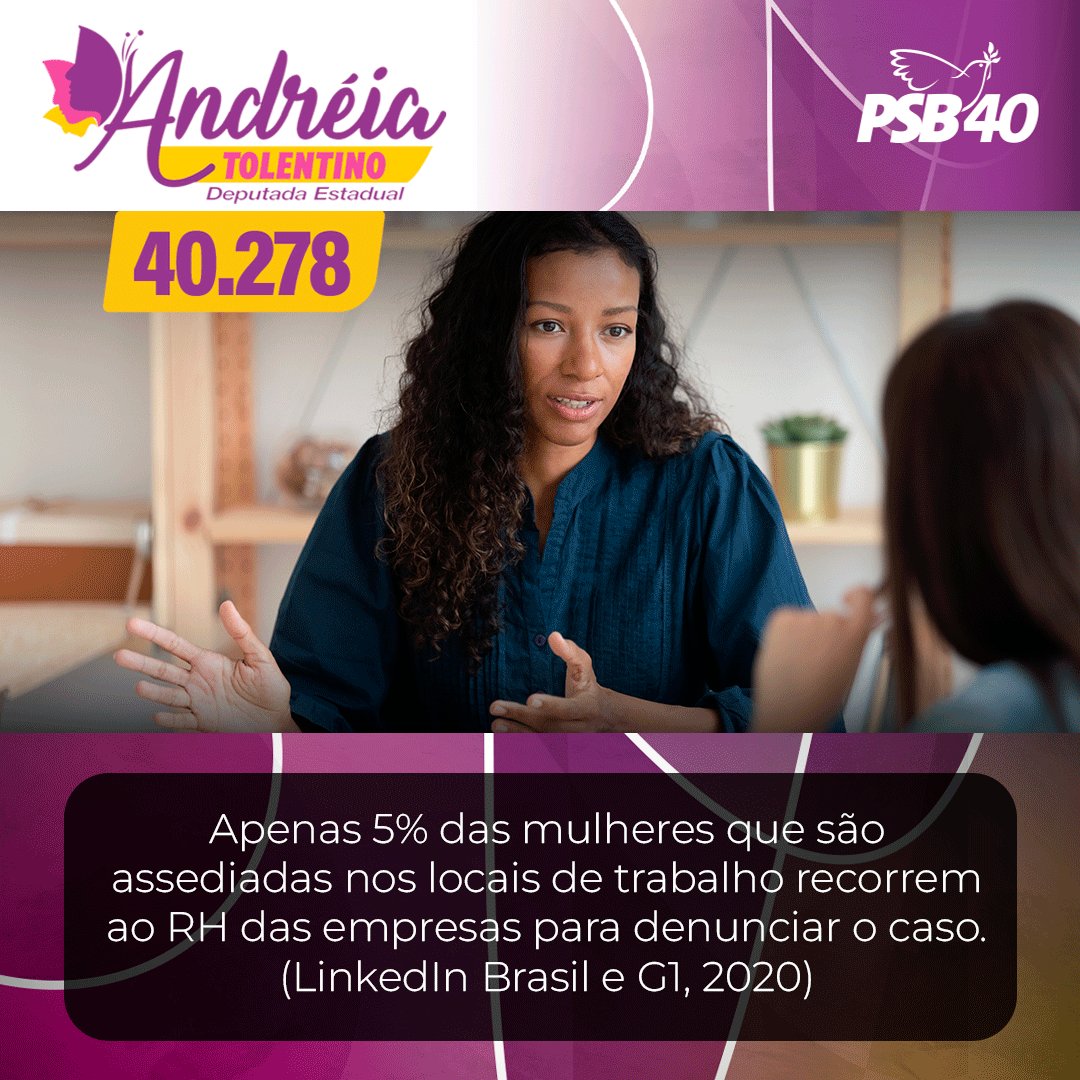 Andréia
TOLENTINO
Deputada Estadual
PSB40
40.278
Apenas 5% das mulheres que são
assediadas nos locais de trabalho recorrem
ao RH das empresas para denunciar o caso.
(LinkedIn Brasil e G1, 2020)